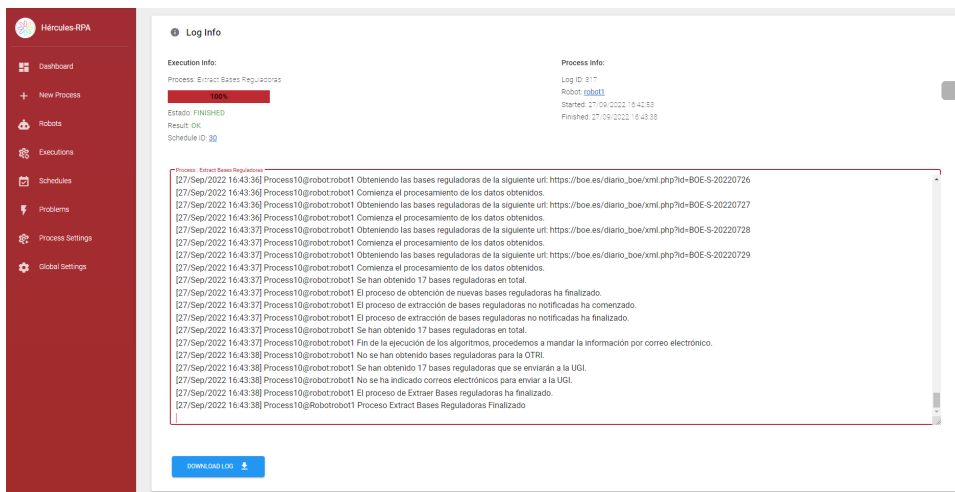 Hércules-RPA
Dashboard
New Process
Robots
Executions
Schedules
Problems
Process Settings
Global Settings
Log Info
Execution Info:
Process: Extract Bases Reguladoras
100%
Estado: FINISHED
Result: OK
Schedule ID: 30
Process Info:
Log ID: 317
Robot: robot1
Started: 27/09/2022 16:42:53
Finished: 27/09/2022 16:43:38
Process : Extract Bases Reguladoras
[27/Sep/2022 16:43:36] Process10@robot:robot1 Obteniendo las bases reguladoras de la siguiente url: https://boe.es/diario_boe/xml.php?id=BOE-S-20220726
[27/Sep/2022 16:43:36] Process10@robot:robot1 Comienza el procesamiento de los datos obtenidos.
[27/Sep/2022 16:43:36] Process10@robot:robot1 Obteniendo las bases reguladoras de la siguiente url: https://boe.es/diario_boe/xml.php?id=BOE-S-20220727
[27/Sep/2022 16:43:36] Process10@robot:robot1 Comienza el procesamiento de los datos obtenidos.
[27/Sep/2022 16:43:37] Process10@robot:robot1 Obteniendo las bases reguladoras de la siguiente url: https://boe.es/diario_boe/xml.php?id=BOE-S-20220728
[27/Sep/2022 16:43:37] Process10@robot:robot1 Comienza el procesamiento de los datos obtenidos.
[27/Sep/2022 16:43:37] Process10@robot:robot1 Obteniendo las bases reguladoras de la siguiente url: https://boe.es/diario_boe/xml.php?id=BOE-S-20220729
[27/Sep/2022 16:43:37] Process10@robot:robot1 Comienza el procesamiento de los datos obtenidos.
[27/Sep/2022 16:43:37] Process10@robot:robot1 Se han obtenido 17 bases reguladoras en total.
[27/Sep/2022 16:43:37] Process10@robot:robot1 El proceso de obtención de nuevas bases reguladoras ha finalizado.
[27/Sep/2022 16:43:37] Process10@robot:robot1 El proceso de extracción de bases reguladoras no notificadas ha comenzado.
[27/Sep/2022 16:43:37] Process10@robot:robot1 El proceso de extracción de bases reguladoras no notificadas ha finalizado.
[27/Sep/2022 16:43:37] Process10@robot:robot1 Se han obtenido 17 bases reguladoras en total.
[27/Sep/2022 16:43:37] Process10@robot:robot1 Fin de la ejecución de los algoritmos, procedemos a mandar la información por correo electrónico.
[27/Sep/2022 16:43:38] Process10@robot:robot1 No se han obtenido bases reguladoras para la OTRI.
[27/Sep/2022 16:43:38] Process10@robot:robot1 Se han obtenido 17 bases reguladoras que se enviarán a la UGI.
[27/Sep/2022 16:43:38] Process10@robot:robot1 No se ha indicado correos electrónicos para enviar a la UGI.
[27/Sep/2022 16:43:38] Process10@robot:robot1 El proceso de Extraer Bases reguladoras ha finalizado.
[27/Sep/2022 16:43:38] Process10@Robotrobot1 Proceso Extract Bases Reguladoras Finalizado
DOWNLOAD LOG